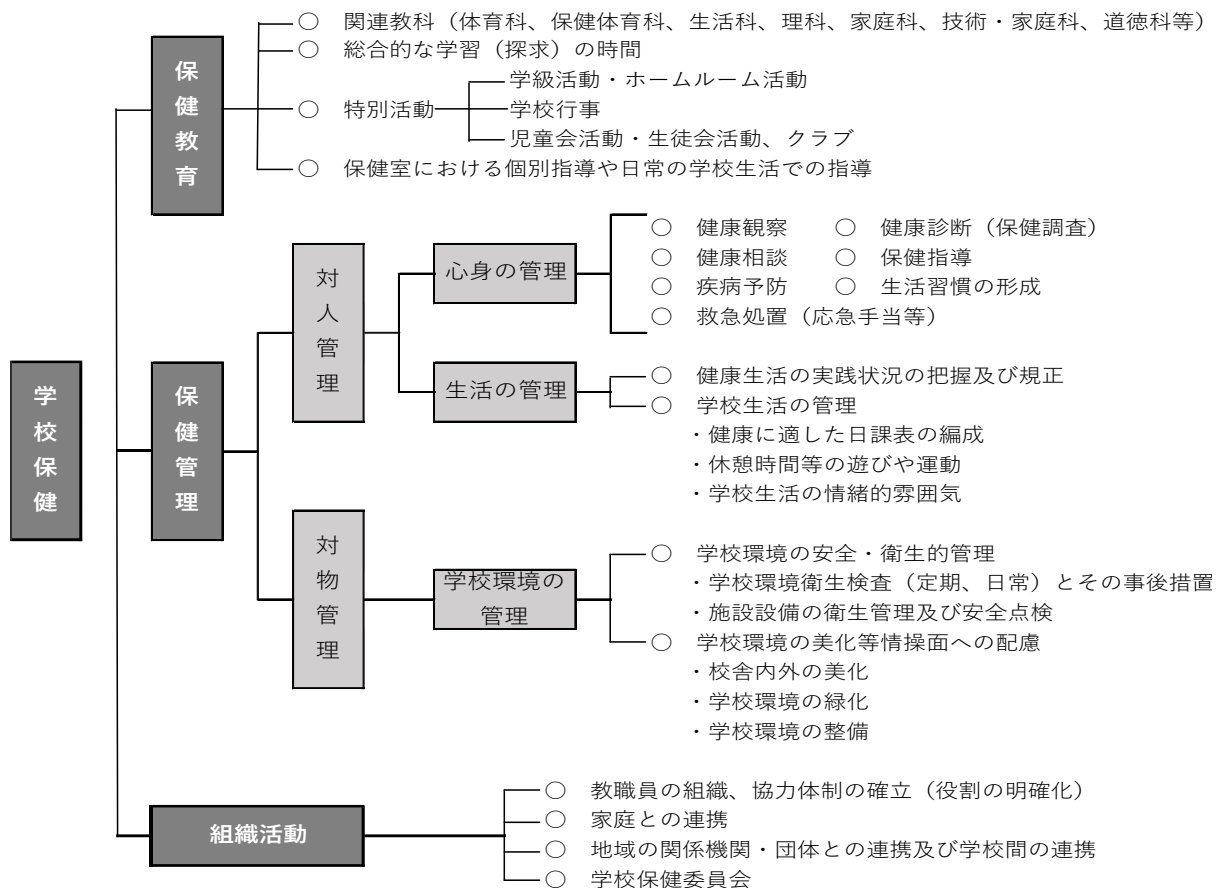 学校保健
保健教育
○ 関連教科（体育科、保健体育科、生活科、理科、家庭科、技術・家庭科、道徳科等）
○ 総合的な学習（探求）の時間
○ 特別活動
学級活動・ホームルーム活動
学校行事
児童会活動・生徒会活動、クラブ
○ 保健室における個別指導や日常の学校生活での指導
保健管理
対人管理
心身の管理
○ 健康観察 ○ 健康診断（保健調査）
○ 健康相談 ○ 保健指導
○ 疾病予防 ○ 生活習慣の形成
○ 救急処置（応急手当等）
生活の管理
○ 健康生活の実践状況の把握及び規正
○ 学校生活の管理
・健康に適した日課表の編成
・休憩時間等の遊びや運動
・学校生活の情緒的雰囲気
対物管理
学校環境の
管理
○ 学校環境の安全・衛生的管理
・学校環境衛生検査（定期、日常）とその事後措置
・施設設備の衛生管理及び安全点検
○ 学校環境の美化等情操面への配慮
・校舎内外の美化
・学校環境の緑化
・学校環境の整備
組織活動
○ 教職員の組織、協力体制の確立（役割の明確化）
○ 家庭との連携
○ 地域の関係機関・団体との連携及び学校間の連携
○ 学校保健委員会